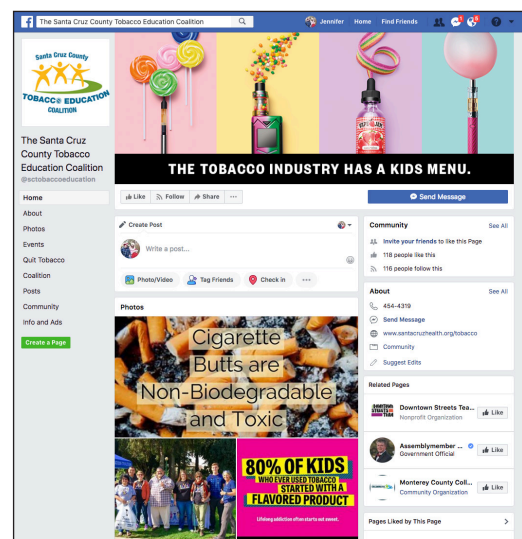 The Santa Cruz County Tobacco Education Coalition
Jennifer
Home
Find Friends
Santa Cruz County
TOBACCO EDUCATION
COALITION
THE TOBACCO INDUSTRY HAS A KIDS MENU.
The Santa Cruz
County Tobacco
Education Coalition
@sctobaccoeducation
Home
About
Photos
Events
Quit Tobacco
Coalition
Posts
Community
Info and Ads
Create a Page
Like
Follow
Share
Send Message
Create Post
Write a post...
Photo/Video
Tag Friends
Check in
Photos
Cigarette
Butts are
Non-Biodegradable
and Toxic
80% OF KIDS
WHO EVER USED TOBACCO
STARTED WITH A
FLAVORED PRODUCT
Lifelong addiction often starts out sweet.
Community
See All
Invite your friends to like this Page
118 people like this
116 people follow this
About
See All
454-4319
Send Message
www.santacruzhealth.org/tobacco
Community
Suggest Edits
Related Pages
Downtown Streets Tea...
Nonprofit Organization
Like
Assemblymember ...
Government Official
Like
Monterey County Coll...
Community Organization
Like
Pages Liked by This Page